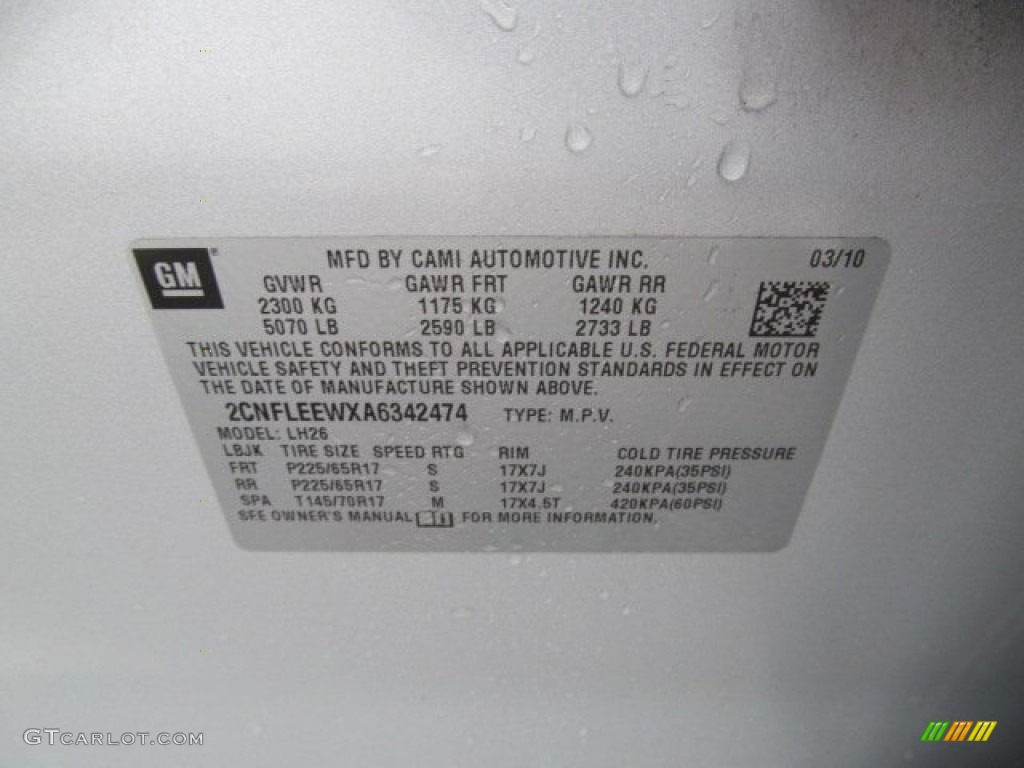 GM
MFD BY CAMI AUTOMOTIVE INC. 03/10
GVWR GAWR FRT GAWR RR
2300 KG 1175 KG 1240 KG
5070 LB 2590 LB 2733 LB
THIS VEHICLE CONFORMS TO ALL APPLICABLE U.S. FEDERAL MOTOR
VEHICLE SAFETY AND THEFT PREVENTION STANDARDS IN EFFECT ON
THE DATE OF MANUFACTURE SHOWN ABOVE.
2CNFLEEWXA6342474 TYPE: M.P.V.
MODEL: LH26
LBJK TIRE SIZE SPEED RTG RIM COLD TIRE PRESSURE
FRT P225/65R17 S 17X7J 240KPA(35PSI)
RR P225/65R17 S 17X7J 240KPA(35PSI)
SPA T145/70R17 M 17X4.5T 420KPA(60PSI)
SEE OWNER'S MANUAL FOR MORE INFORMATION.
GTCARLOT.COM